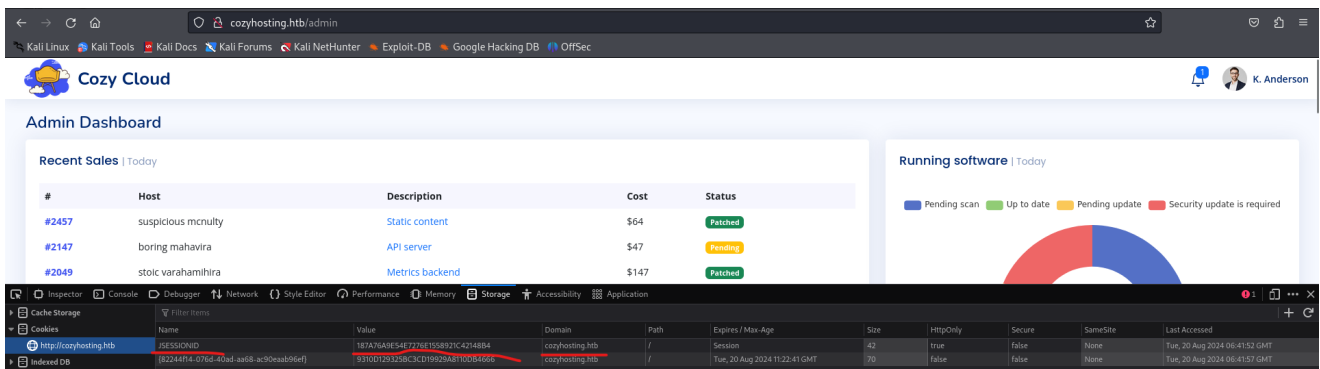 cozyhosting.htb/admin
Kali Linux Kali Tools Kali Docs Kali Forums Kali NetHunter Exploit-DB Google Hacking DB OffSec
Cozy Cloud
1
K. Anderson
Admin Dashboard
Recent Sales | Today
# Host Description Cost Status
#2457 suspicious mcnulty Static content $64 Patched
#2147 boring mahavira API server $47 Pending
#2049 stoic varahamihira Metrics backend $147 Patched
Running software | Today
Pending scan Up to date Pending update Security update is required
Inspector Console Debugger Network Style Editor Performance Memory Storage Accessibility Application 1
Cache Storage Filter Items
Cookies Name Value Domain Path Expires / Max-Age Size HttpOnly Secure SameSite Last Accessed
http://cozyhosting.htb JSESSIONID 187A76A9E54E7276E1558921C42148B4 cozyhosting.htb / Session 42 true false None Tue, 20 Aug 2024 06:41:52 GMT
Indexed DB {82244f14-076d-40ad-aa68-ac90eaab96ef} 9310D129325BC3CD19929A8110DB4666 cozyhosting.htb / Tue, 20 Aug 2024 11:22:41 GMT 70 false false None Tue, 20 Aug 2024 06:41:57 GMT